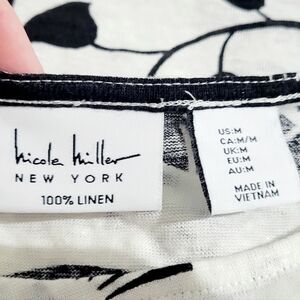 nicole miller
NEW YORK
100% LINEN
US:M
CA:M/M
UK:M
EU:M
AU:M
MADE IN
VIETNAM